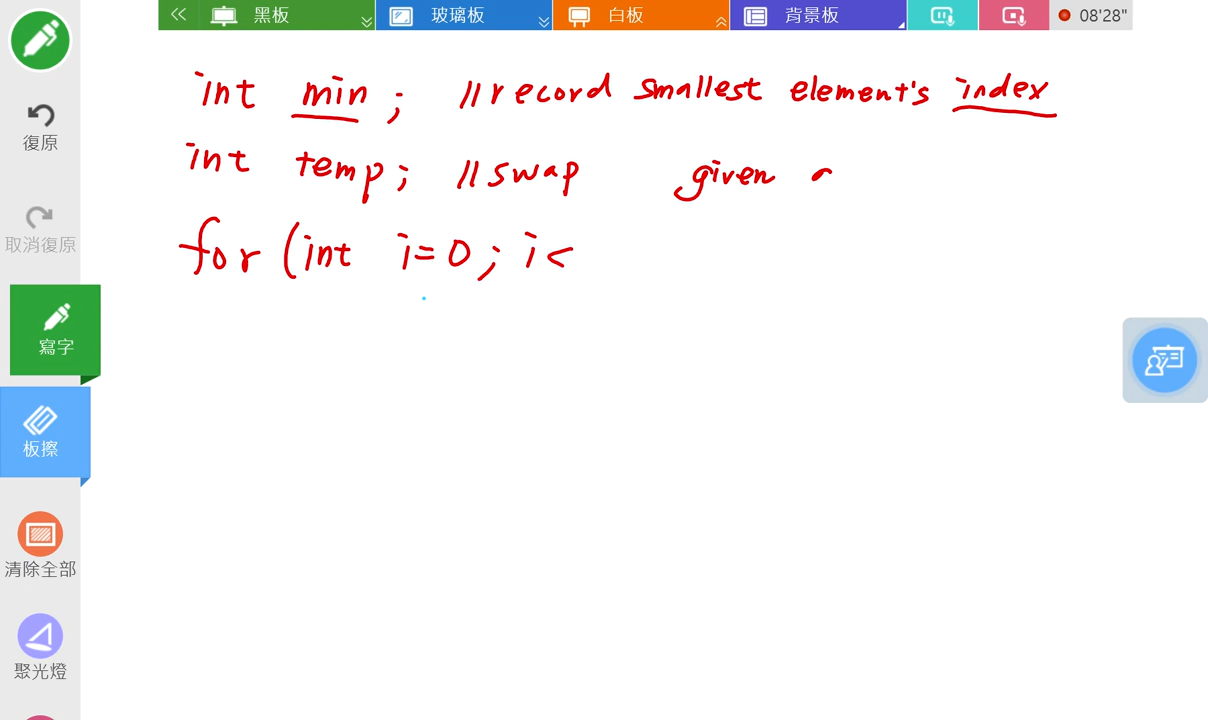 黑板 玻璃板 白板 背景板 08'28"
復原
取消復原
寫字
板擦
清除全部
聚光燈
int min; //record smallest element's index
int temp; //swap given a
for (int i=0; i<